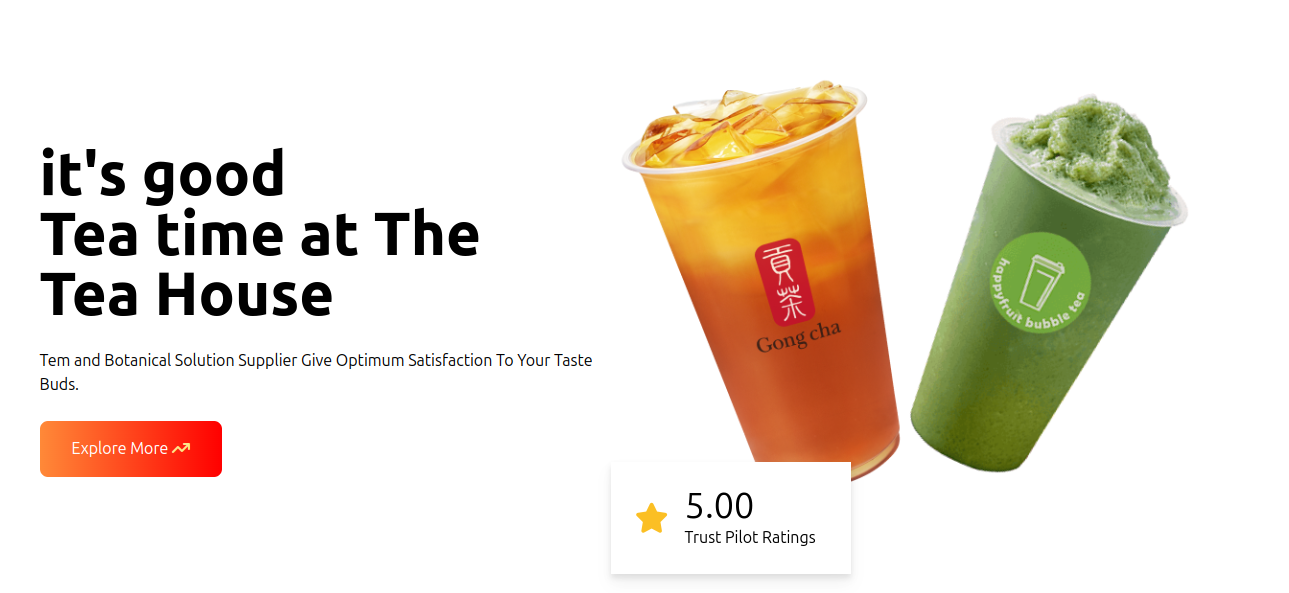 it's good
Tea time at The
Tea House
Tem and Botanical Solution Supplier Give Optimum Satisfaction To Your Taste
Buds.
Explore More
貢茶
Gong cha
happyfruit bubble tea
5.00
Trust Pilot Ratings